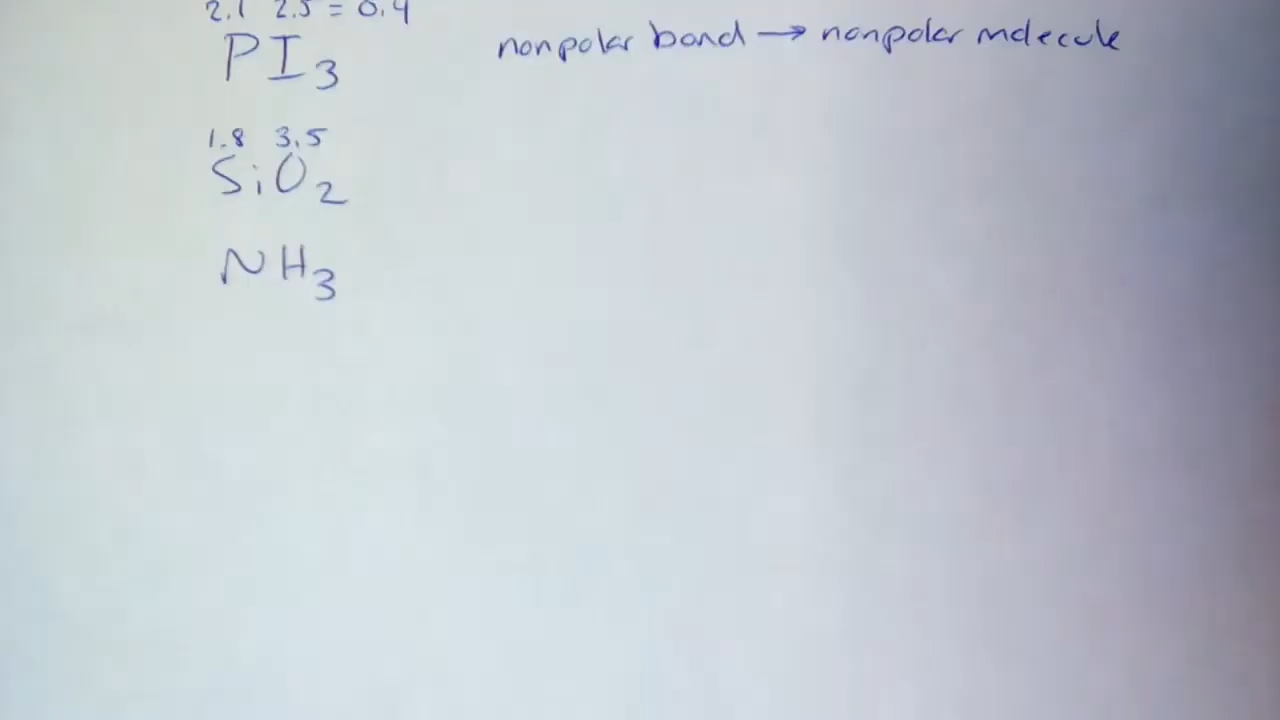 2.1 2.5 = 0.4
PI₃ nonpolar bond → nonpolar molecule
1.8 3.5
SiO₂
NH₃